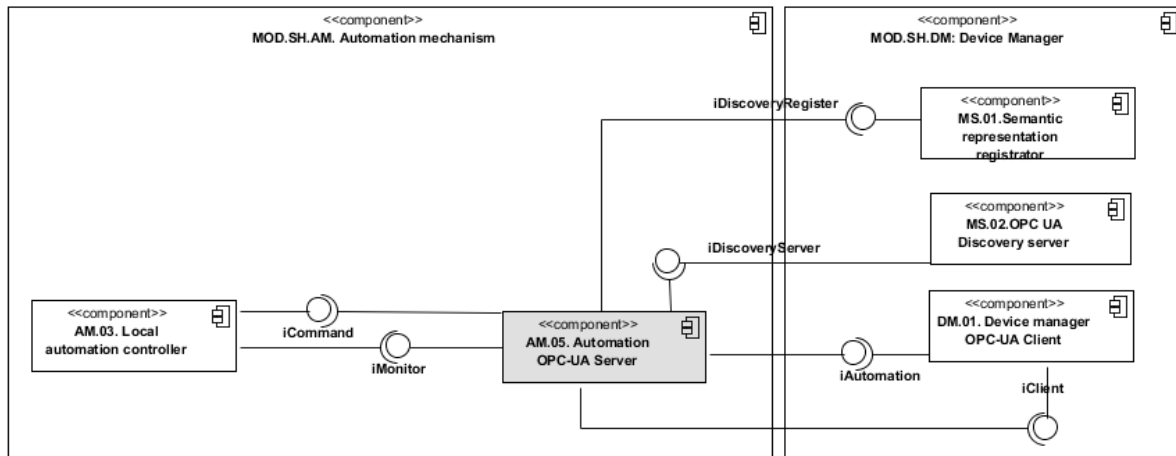 <<component>>
MOD.SH.AM. Automation mechanism
<<component>>
MOD.SH.DM: Device Manager
iDiscoveryRegister
<<component>>
MS.01.Semantic
representation
registrator
<<component>>
MS.02.OPC UA
Discovery server
iDiscoveryServer
<<component>>
AM.03. Local
automation controller
iCommand
iMonitor
<<component>>
AM.05. Automation
OPC-UA Server
<<component>>
DM.01. Device manager
OPC-UA Client
iAutomation
iClient